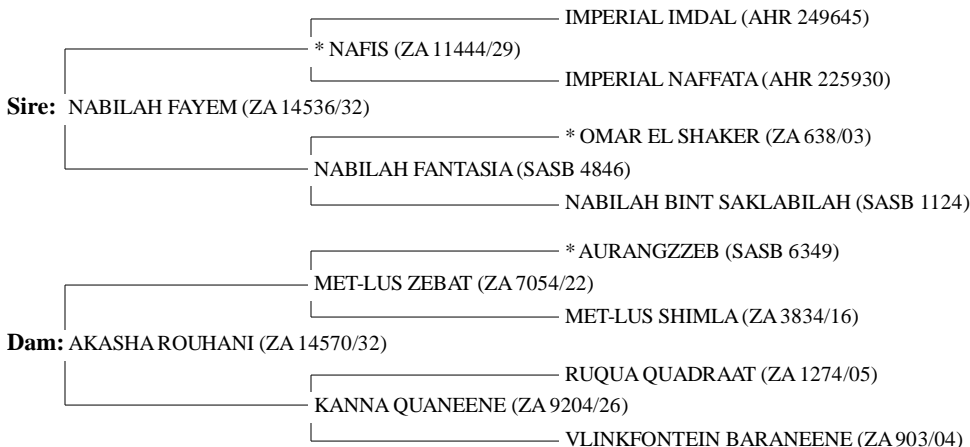 IMPERIAL IMDAL (AHR 249645)
* NAFIS (ZA 11444/29)
IMPERIAL NAFFATA (AHR 225930)
Sire: NABILAH FAYEM (ZA 14536/32)
* OMAR EL SHAKER (ZA 638/03)
NABILAH FANTASIA (SASB 4846)
NABILAH BINT SAKLABILAH (SASB 1124)
* AURANGZZEB (SASB 6349)
MET-LUS ZEBAT (ZA 7054/22)
MET-LUS SHIMLA (ZA 3834/16)
Dam: AKASHA ROUHANI (ZA 14570/32)
RUQUA QUADRAAT (ZA 1274/05)
KANNA QUANEENE (ZA 9204/26)
VLINKFONTEIN BARANEENE (ZA 903/04)